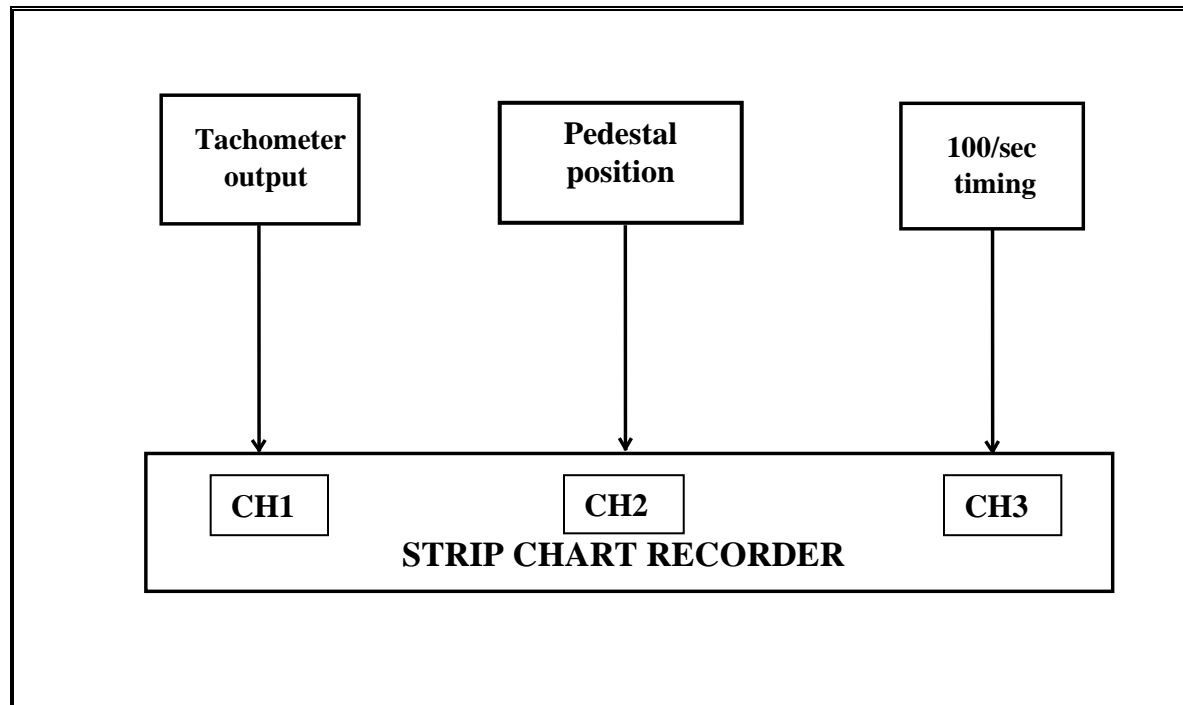 Tachometer
output
Pedestal
position
100/sec
timing
CH1
CH2
CH3
STRIP CHART RECORDER